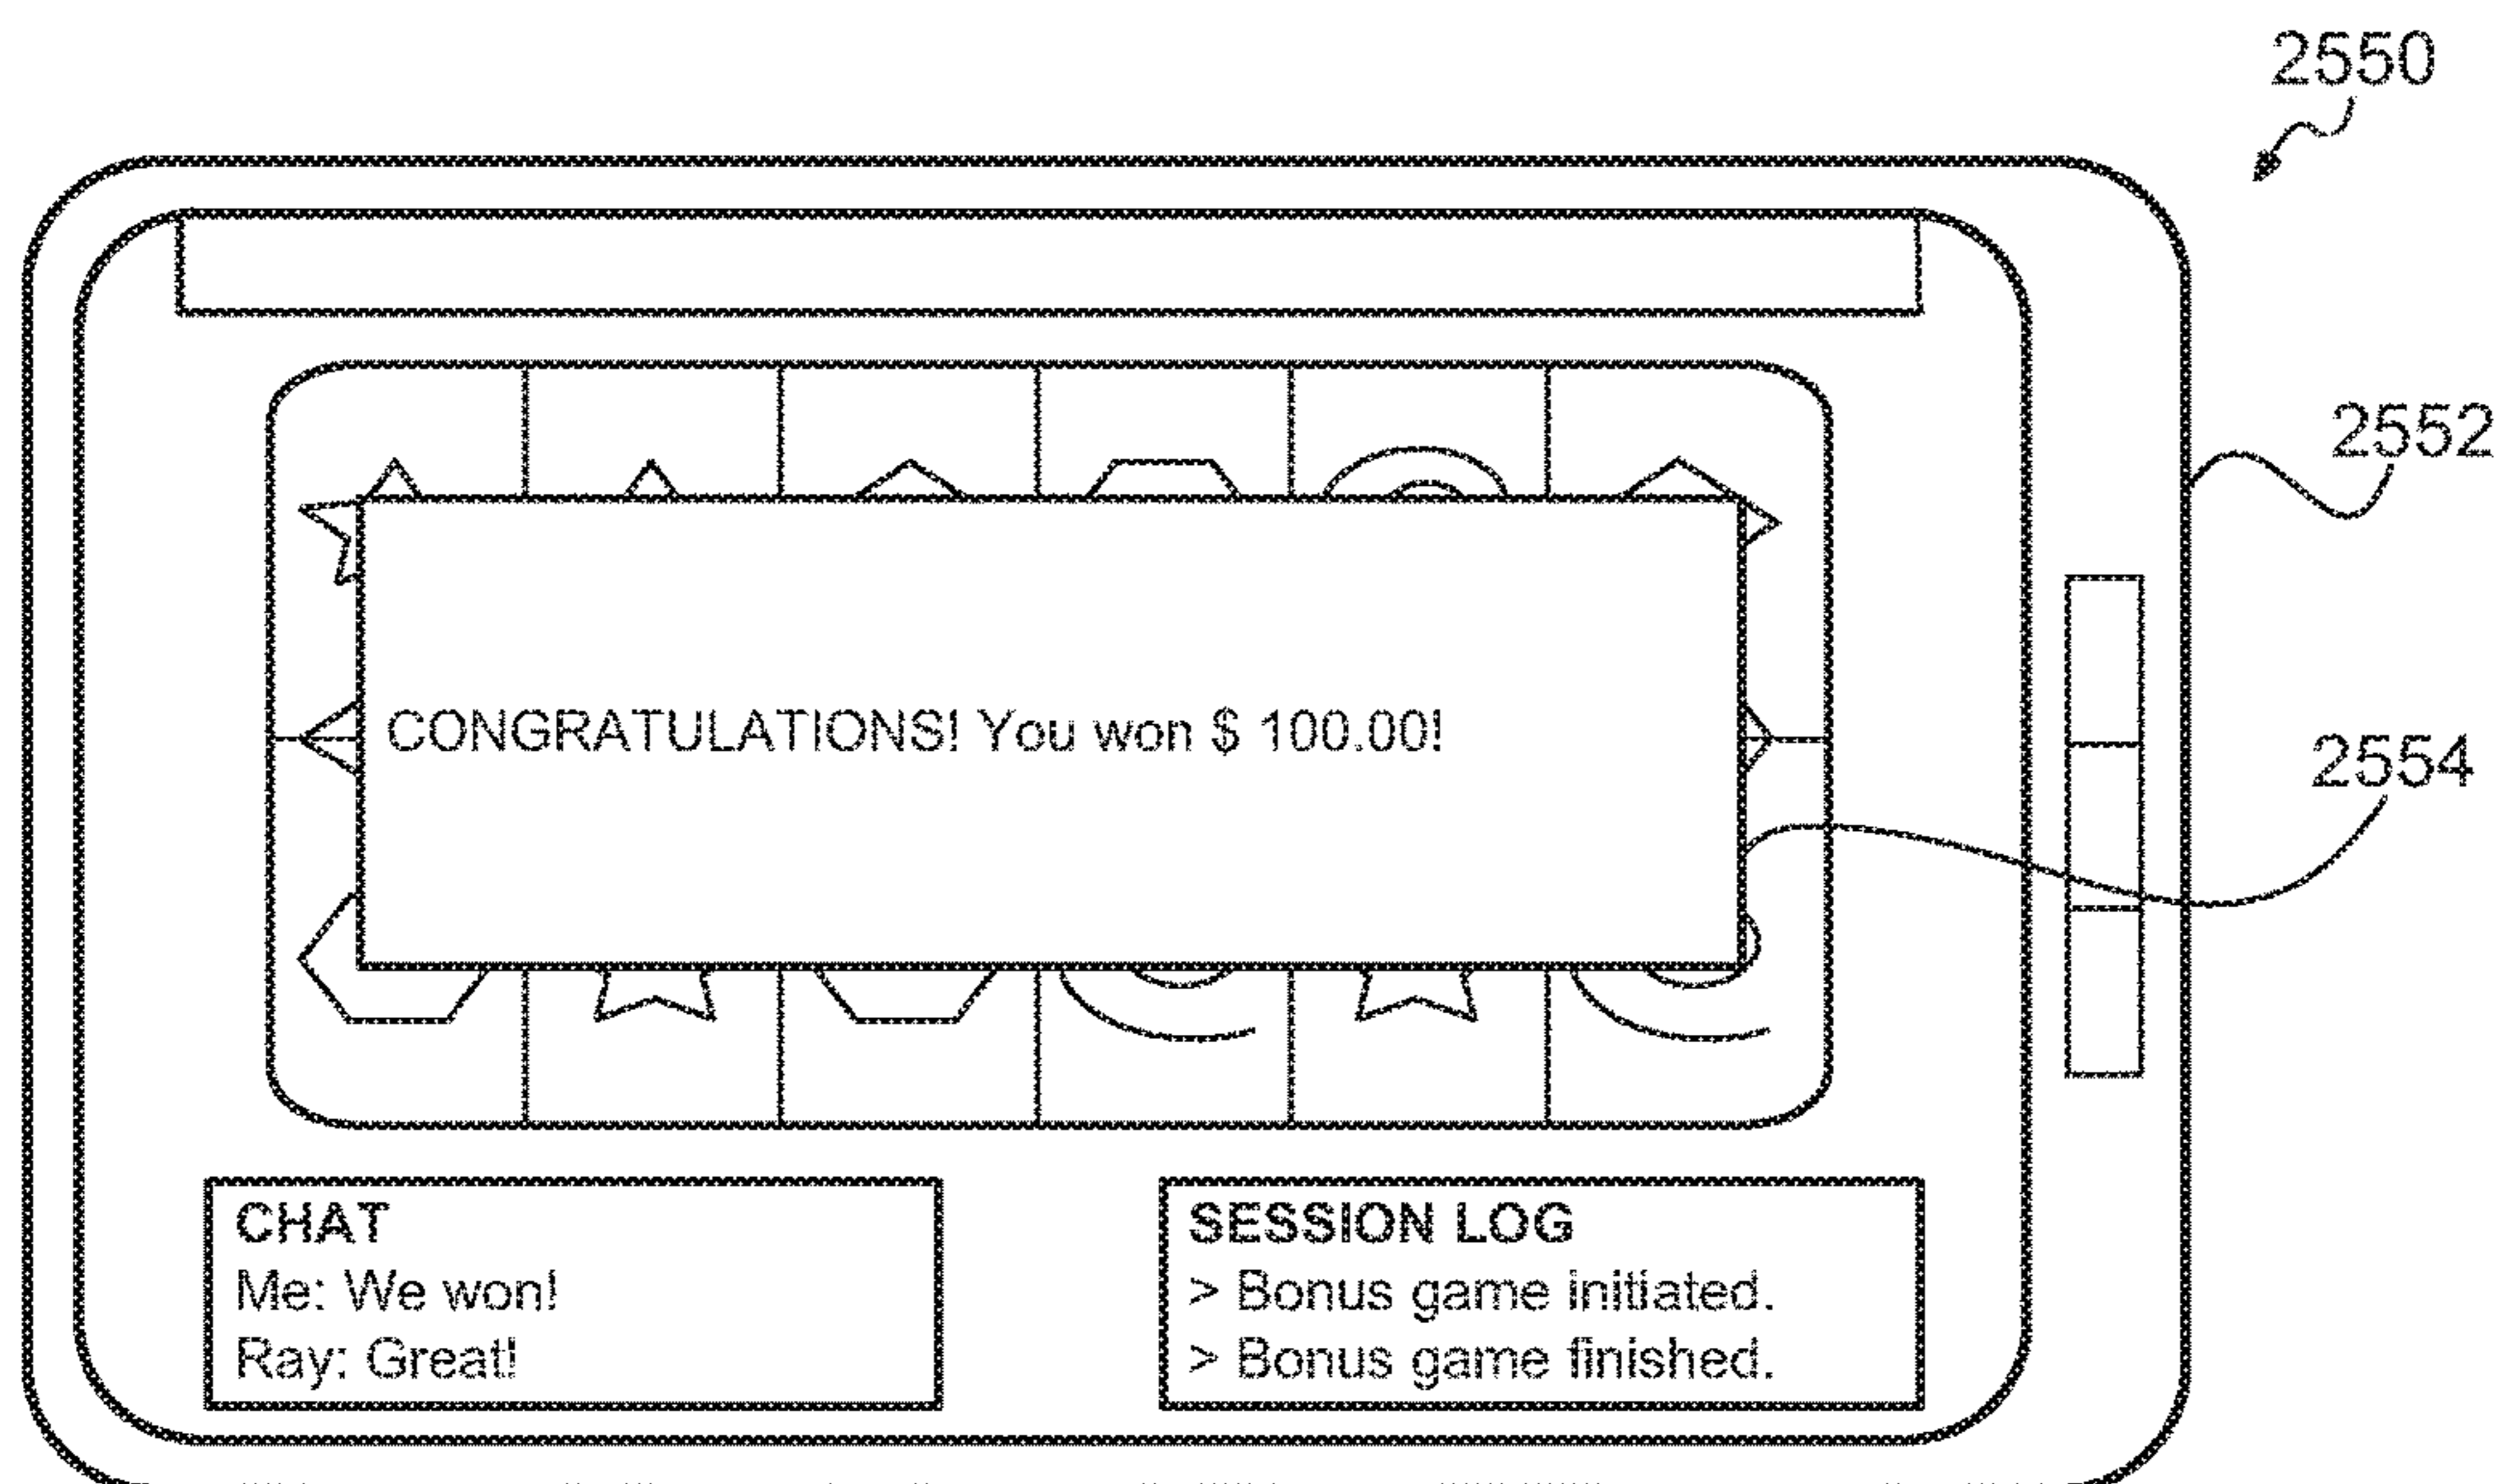 2550
2552
CONGRATULATIONS! You won $ 100.00!
2554
CHAT
Me: We won!
Ray: Great!
SESSION LOG
> Bonus game initiated.
> Bonus game finished.